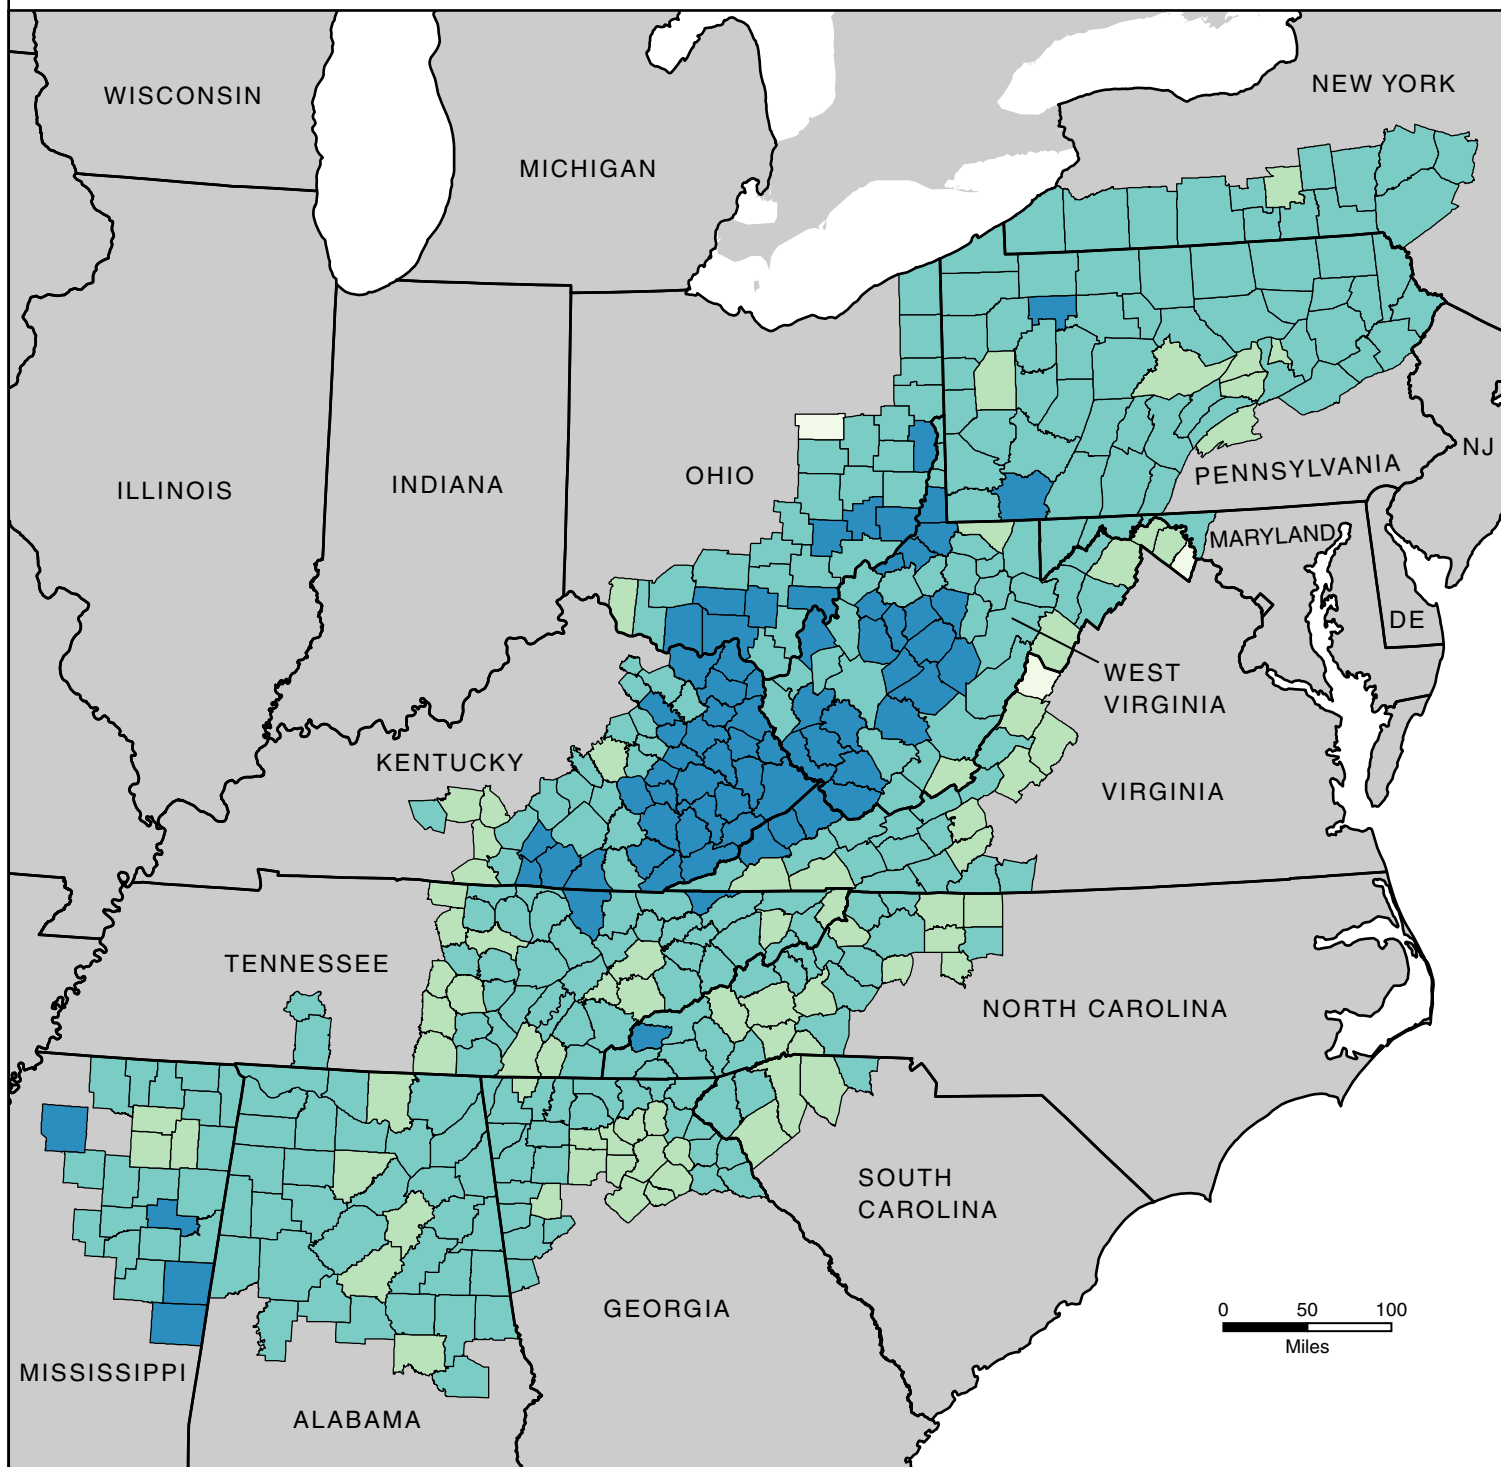 NEW YORK
WISCONSIN
MICHIGAN
NJ
PENNSYLVANIA
OHIO
INDIANA
ILLINOIS
MARYLAND
DE
WEST
VIRGINIA
KENTUCKY
VIRGINIA
TENNESSEE
NORTH CAROLINA
SOUTH
CAROLINA
GEORGIA
0 50 100
Miles
MISSISSIPPI
ALABAMA